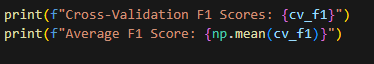 print(f"Cross-Validation F1 Scores: {cv_f1}")
print(f"Average F1 Score: {np.mean(cv_f1)}")